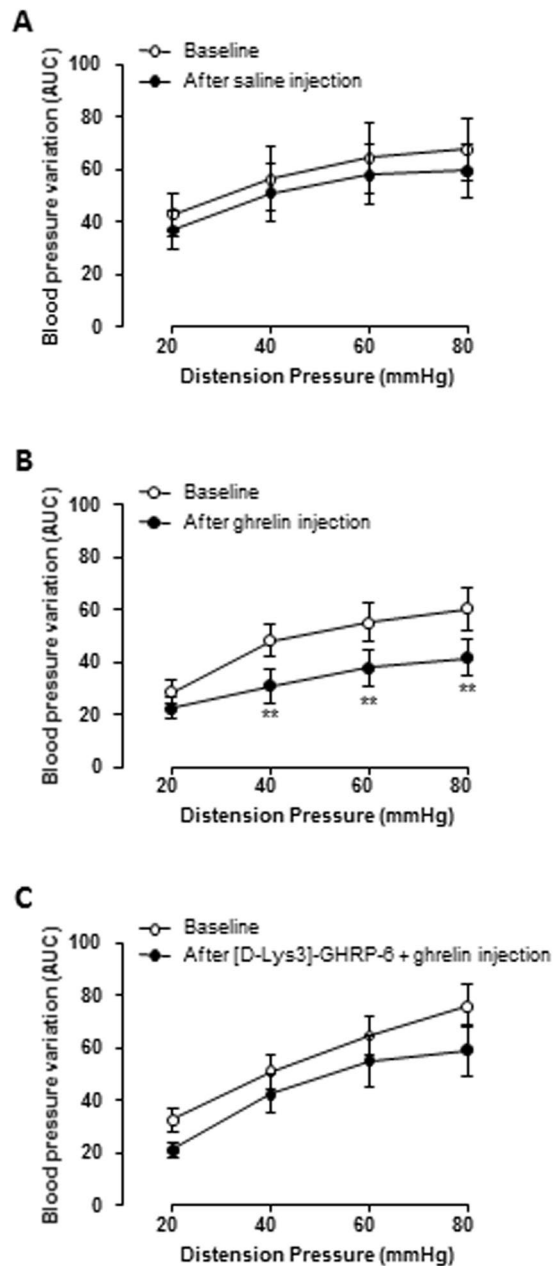 A
Baseline
After saline injection
Blood pressure variation (AUC)
100
80
60
40
20
0
20 40 60 80
Distension Pressure (mmHg)
B
Baseline
After ghrelin injection
Blood pressure variation (AUC)
100
80
60
40
20
0
** ** **
20 40 60 80
Distension Pressure (mmHg)
C
Baseline
After [D-Lys3]-GHRP-6 + ghrelin injection
Blood pressure variation (AUC)
100
80
60
40
20
0
20 40 60 80
Distension Pressure (mmHg)